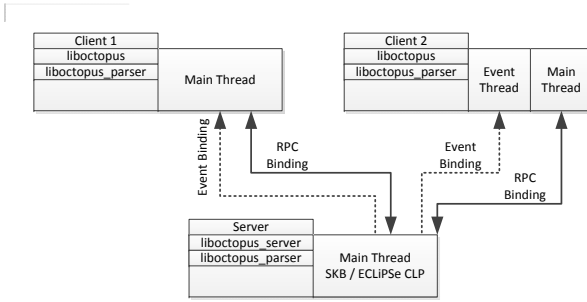 Client 1
liboctopus
liboctopus_parser
Main Thread
Client 2
liboctopus
liboctopus_parser
Event
Thread
Main
Thread
Event Binding
RPC
Binding
Event
Binding
RPC
Binding
Server
liboctopus_server
liboctopus_parser
Main Thread
SKB / ECLiPSe CLP